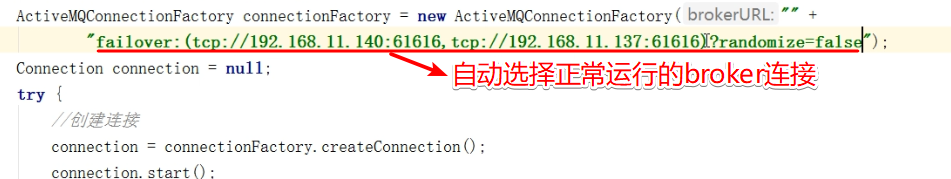 ActiveMQConnectionFactory connectionFactory = new ActiveMQConnectionFactory( brokerURL: "" +
"failover:(tcp://192.168.11.140:61616,tcp://192.168.11.137:61616)?randomize=false");
Connection connection = null;
自动选择正常运行的broker连接
try {
//创建连接
connection = connectionFactory.createConnection();
connection.start();